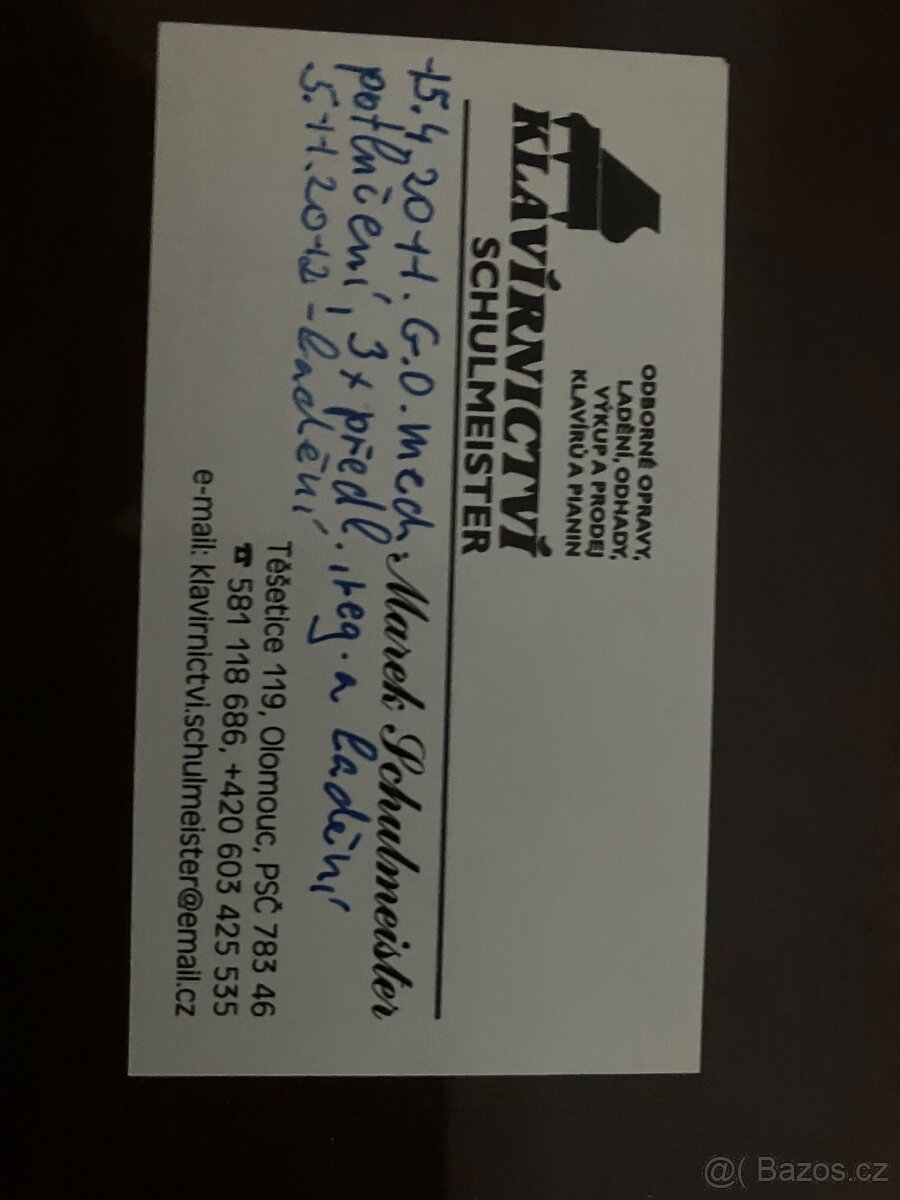 ODBORNÉ OPRAVY,
LADĚNÍ, ODHADY,
VÝKUP A PRODEJ
KLAVÍRŮ A PIANIN
KLAVÍRNICTVÍ
SCHULMEISTER
15.4.2011. G.O. mech.
potlučení, 3x předl., reg. a ladění
5.11.2012 - ladění
Marek Schulmeister
Těšetice 119, Olomouc, PSČ 783 46
☎ 581 118 686, +420 603 425 535
e-mail: klavirnictvi.schulmeister@email.cz
@( Bazos.cz